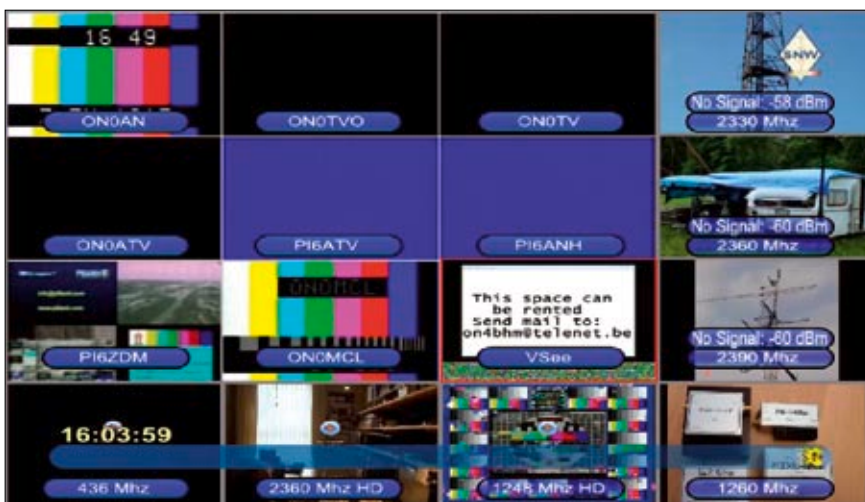 16 49
ON0AN
ON0TVO
ON0TV
S-NW
No Signal: -58 dBm
2330 Mhz
ON0ATV
PI6ATV
PI6ANH
No Signal: -60 dBm
2360 Mhz
PI6ZDM
ON0MCL
ON0MCL
This space can
be rented
Send mail to:
on4bhm@telenet.be
VSee
No Signal: -60 dBm
2390 Mhz
16:03:59
436 Mhz
2360 Mhz HD
1248 Mhz HD
1260 Mhz